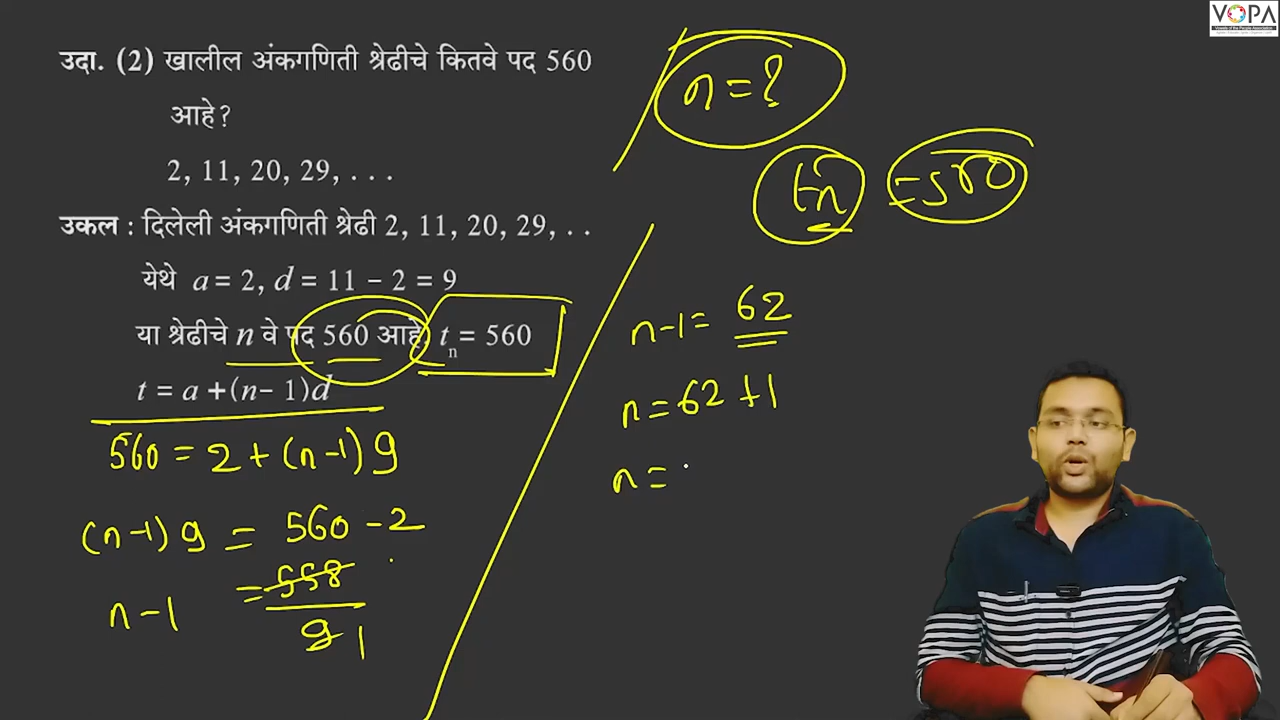 VOPA
उदा. (2) खालील अंकगणिती श्रेढीचे कितवे पद 560
आहे?
2, 11, 20, 29, . . .
उकल : दिलेली अंकगणिती श्रेढी 2, 11, 20, 29, . .
येथे a = 2, d = 11 - 2 = 9
या श्रेढीचे n वे पद 560 आहे. tn = 560
t = a +(n- 1)d
560 = 2 + (n-1) 9
(n-1) 9 = 560 - 2
n-1 = 558
9 1
n = ?
tn = 560
n-1 = 62
n = 62 + 1
n =